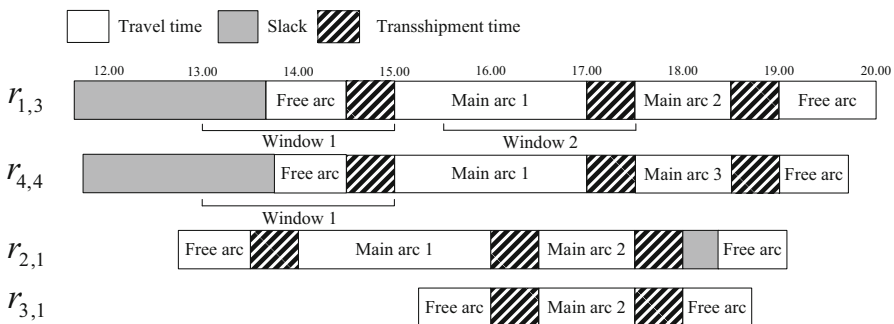 Travel time Slack Transshipment time
12.00 13.00 14.00 15.00 16.00 17.00 18.00 19.00 20.00
r1,3 Free arc Main arc 1 Main arc 2 Free arc
Window 1 Window 2
r4,4 Free arc Main arc 1 Main arc 3 Free arc
Window 1
r2,1 Free arc Main arc 1 Main arc 2 Free arc
r3,1 Free arc Main arc 2 Free arc